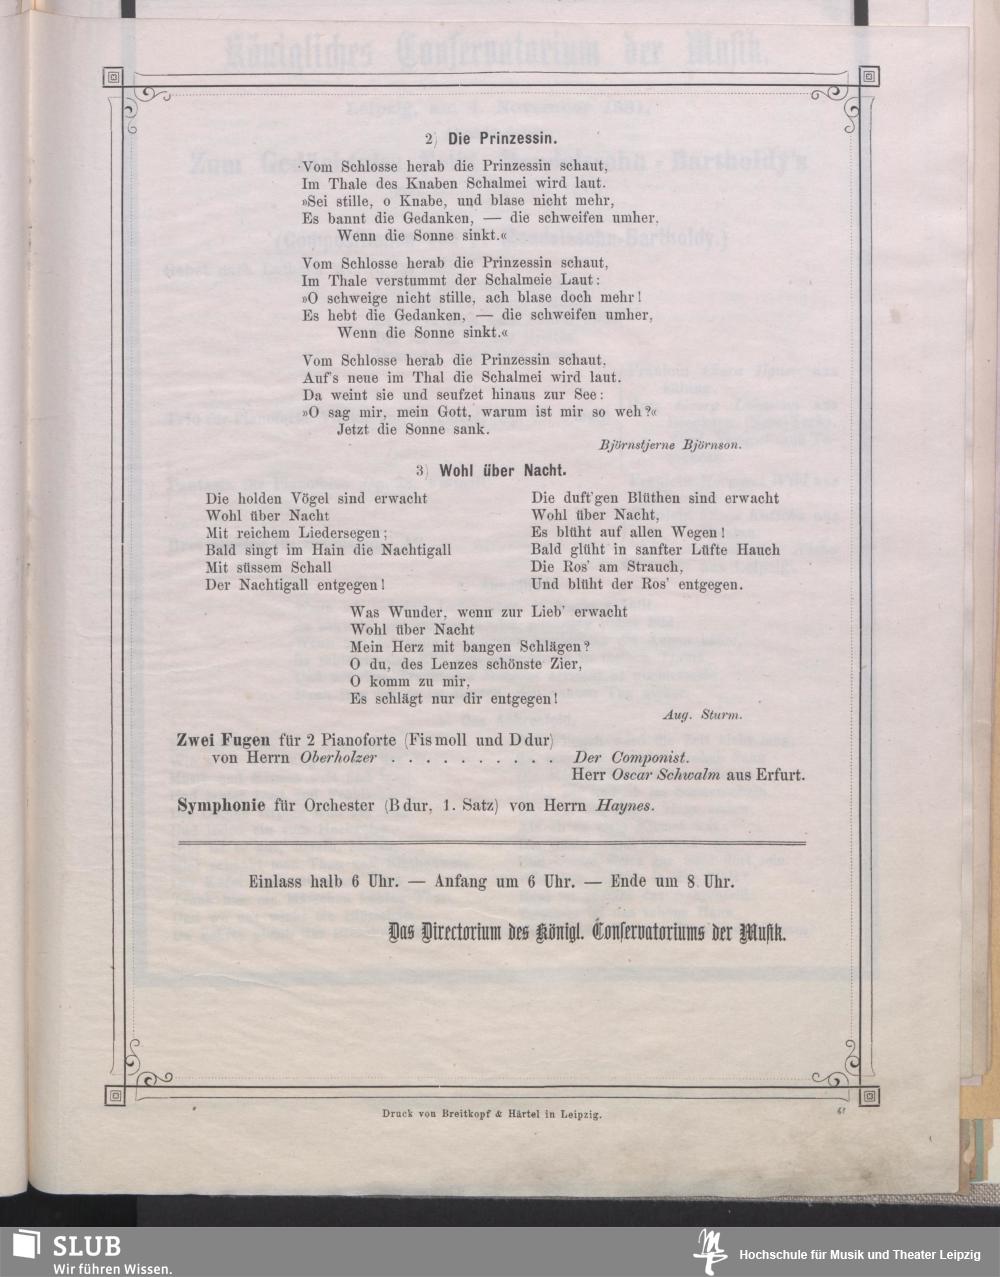 2) Die Prinzessin.
Vom Schlosse herab die Prinzessin schaut,
Im Thale des Knaben Schalmei wird laut.
»Sei stille, o Knabe, und blase nicht mehr,
Es bannt die Gedanken, — die schweifen umher,
Wenn die Sonne sinkt.«
Vom Schlosse herab die Prinzessin schaut,
Im Thale verstummt der Schalmeie Laut:
»O schweige nicht stille, ach blase doch mehr!
Es hebt die Gedanken, — die schweifen umher,
Wenn die Sonne sinkt.«
Vom Schlosse herab die Prinzessin schaut,
Auf's neue im Thal die Schalmei wird laut.
Da weint sie und seufzet hinaus zur See:
»O sag mir, mein Gott, warum ist mir so weh?«
Jetzt die Sonne sank.
Björnstjerne Björnson.
3) Wohl über Nacht.
Die holden Vögel sind erwacht
Wohl über Nacht
Mit reichem Liedersegen;
Bald singt im Hain die Nachtigall
Mit süssem Schall
Der Nachtigall entgegen!
Die duft'gen Blüthen sind erwacht
Wohl über Nacht,
Es blüht auf allen Wegen!
Bald glüht in sanfter Lüfte Hauch
Die Ros' am Strauch,
Und blüht der Ros' entgegen.
Was Wunder, wenn zur Lieb' erwacht
Wohl über Nacht
Mein Herz mit bangen Schlägen?
O du, des Lenzes schönste Zier,
O komm zu mir,
Es schlägt nur dir entgegen!
Aug. Sturm.
Zwei Fugen für 2 Pianoforte (Fismoll und Ddur)
von Herrn Oberholzer . . . . . . . . . . Der Componist.
Herr Oscar Schwalm aus Erfurt.
Symphonie für Orchester (Bdur, 1. Satz) von Herrn Haynes.
Einlass halb 6 Uhr. — Anfang um 6 Uhr. — Ende um 8 Uhr.
Das Directorium des Königl. Conservatoriums der Musik.
Druck von Breitkopf & Härtel in Leipzig.
61
SLUB
Wir führen Wissen.
Hochschule für Musik und Theater Leipzig